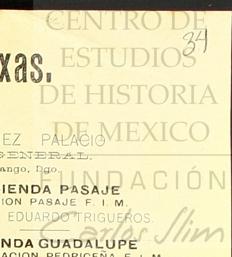 CENTRO DE
34
ESTUDIOS
xas.
DE HISTORIA
DE MEXICO
EZ PALACIO
GENERAL.
ango, Dgo.
FUNDACIÓN
IENDA PASAJE
ION PASAJE F. I. M.
EDUARDO TRIGUEROS.
Carlos Slim
NDA GUADALUPE
ACION PEDRICEÑA F. I. M.